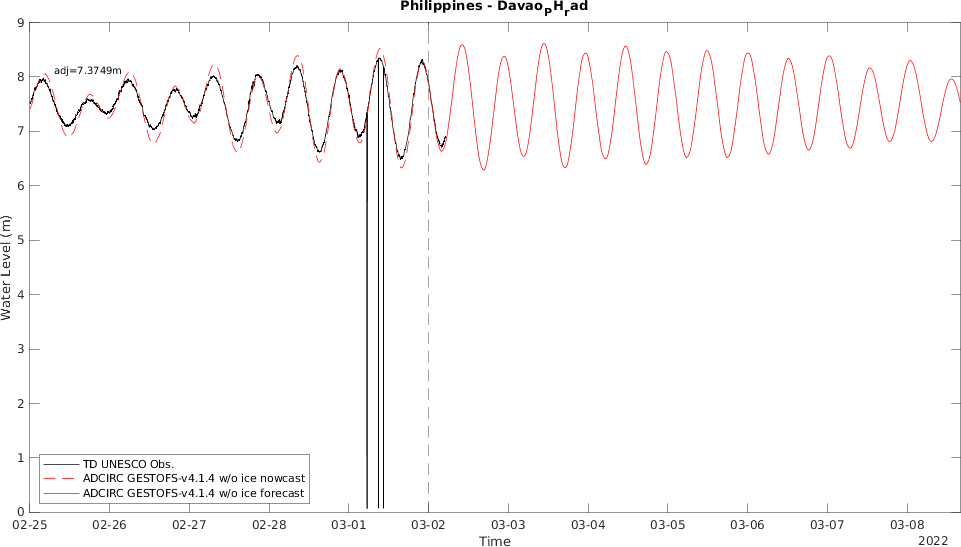 Philippines - Davao_PH_rad
9
8
7
6
5
4
3
2
1
0
Water Level (m)
adj=7.3749m
TD UNESCO Obs.
ADCIRC GESTOFS-v4.1.4 w/o ice nowcast
ADCIRC GESTOFS-v4.1.4 w/o ice forecast
02-25 02-26 02-27 02-28 03-01 03-02 03-03 03-04 03-05 03-06 03-07 03-08
Time
2022